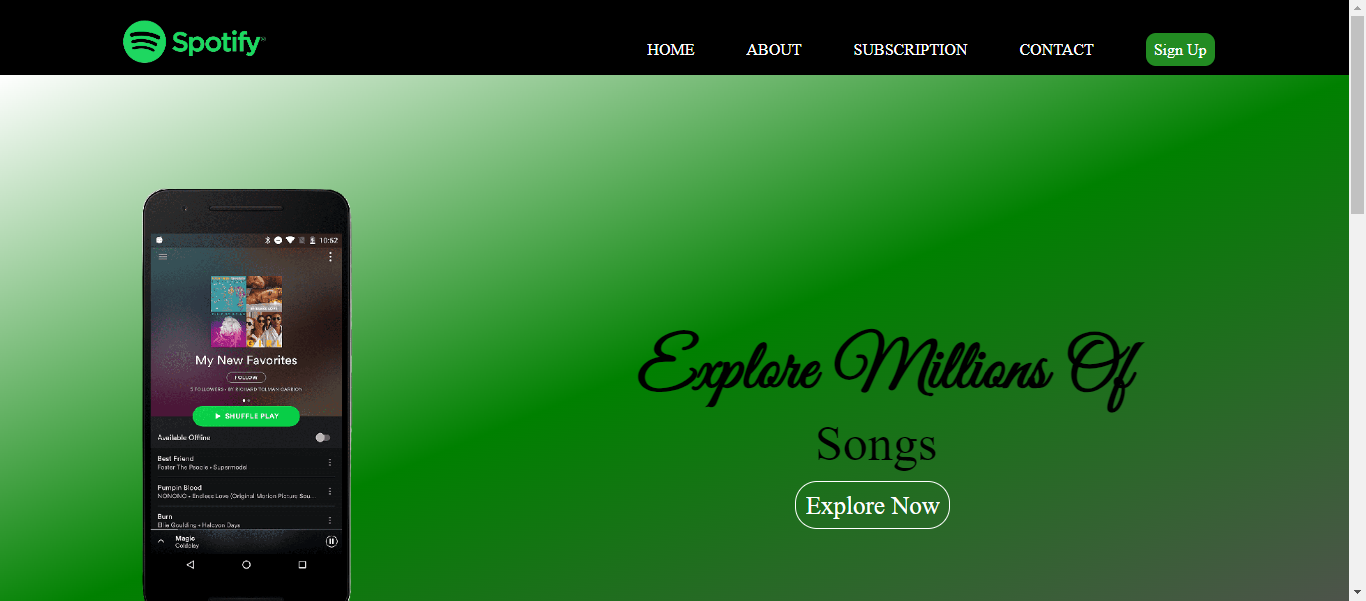 Spotify
HOME ABOUT SUBSCRIPTION CONTACT Sign Up
10:52
My New Favorites
FOLLOW
5 FOLLOWERS • BY RICHARD TOLMAN CARRION
SHUFFLE PLAY
Available Offline
Best Friend
Foster The People • Supermodel
Pumpin Blood
NONONO • Endless Love (Original Motion Picture Sou...
Burn
Ellie Goulding • Halcyon Days
Magic
Coldplay
Explore Millions Of
Songs
Explore Now